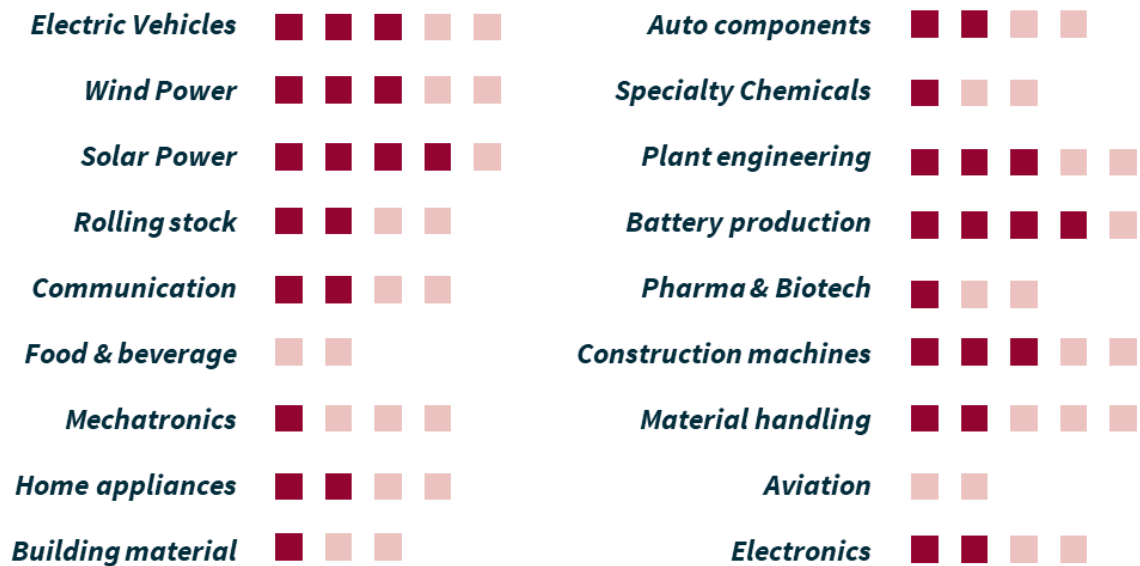 Electric Vehicles
Wind Power
Solar Power
Rolling stock
Communication
Food & beverage
Mechatronics
Home appliances
Building material
Auto components
Specialty Chemicals
Plant engineering
Battery production
Pharma & Biotech
Construction machines
Material handling
Aviation
Electronics